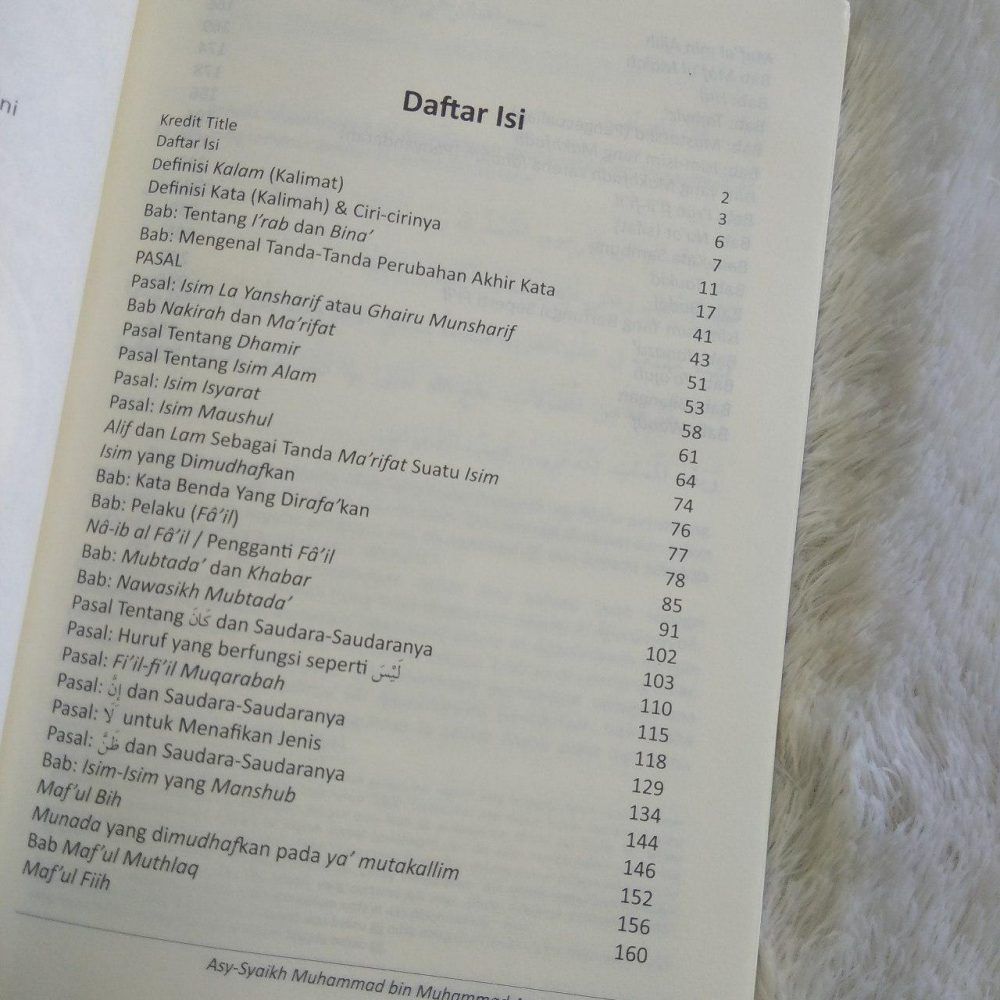 ni
Daftar Isi
Kredit Title 2
Daftar Isi 3
Definisi Kalam (Kalimat) 6
Definisi Kata (Kalimah) & Ciri-cirinya 7
Bab: Tentang I’rab dan Bina’ 11
Bab: Mengenal Tanda-Tanda Perubahan Akhir Kata 17
PASAL 41
Pasal: Isim La Yansharif atau Ghairu Munsharif 43
Bab Nakirah dan Ma’rifat 51
Pasal Tentang Dhamir 53
Pasal Tentang Isim Alam 58
Pasal: Isim Isyarat 61
Pasal: Isim Maushul 64
Alif dan Lam Sebagai Tanda Ma’rifat Suatu Isim 74
Isim yang Dimudhafkan 76
Bab: Kata Benda Yang Dirafa’kan 77
Bab: Pelaku (Fâ’il) 78
Nâ-ib al Fâ’il / Pengganti Fâ’il 85
Bab: Mubtada’ dan Khabar 91
Bab: Nawasikh Mubtada’ 102
Pasal Tentang كَانَ dan Saudara-Saudaranya 103
Pasal: Huruf yang berfungsi seperti لَيْسَ 110
Pasal: Fi’il-fi’il Muqarabah 115
Pasal: إِنَّ dan Saudara-Saudaranya 118
Pasal: لَا untuk Menafikan Jenis 129
Pasal: ظَنَّ dan Saudara-Saudaranya 134
Bab: Isim-Isim yang Manshub 144
Maf’ul Bih 146
Munada yang dimudhafkan pada ya’ mutakallim 152
Bab Maf’ul Muthlaq 156
Maf’ul Fiih 160
Asy-Syaikh Muhammad bin Muhammad